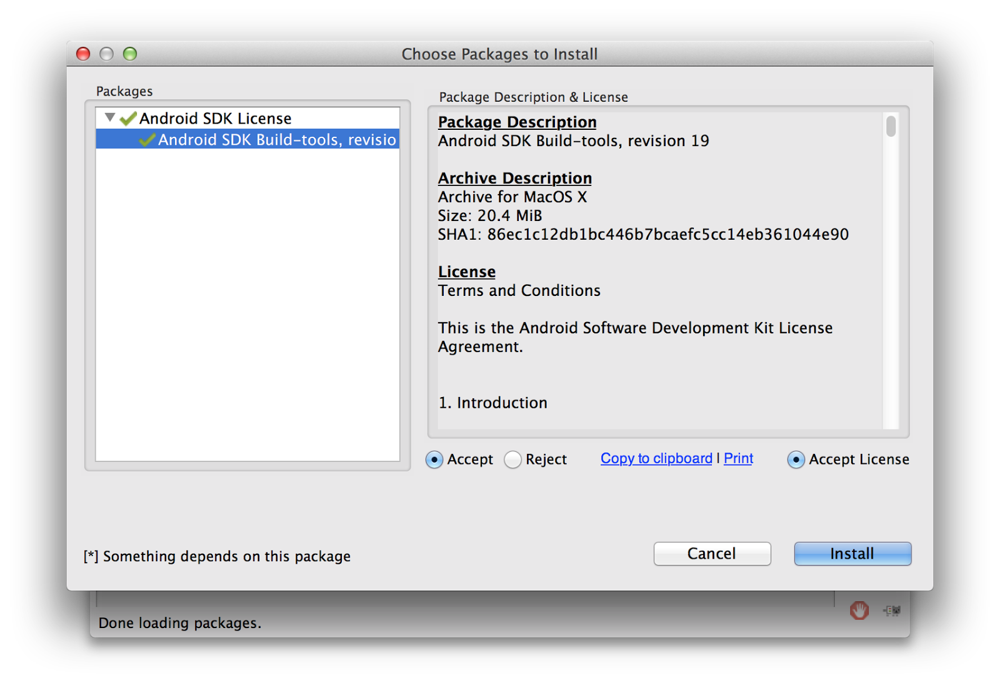 Choose Packages to Install
Packages
Android SDK License
Android SDK Build-tools, revisio
Package Description & License
Package Description
Android SDK Build-tools, revision 19
Archive Description
Archive for MacOS X
Size: 20.4 MiB
SHA1: 86ec1c12db1bc446b7bcaefc5cc14eb361044e90
License
Terms and Conditions
This is the Android Software Development Kit License
Agreement.
1. Introduction
Accept Reject Copy to clipboard | Print Accept License
[*] Something depends on this package
Cancel Install
Done loading packages.